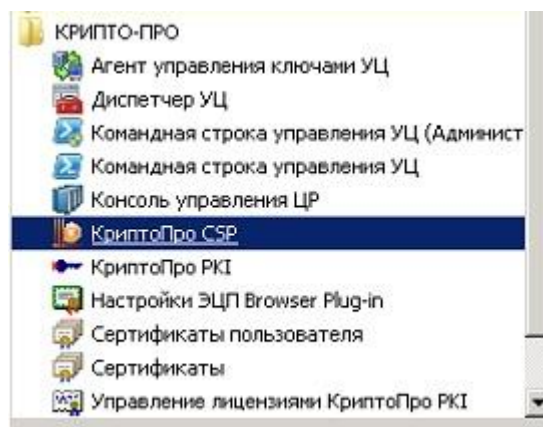 КРИПТО-ПРО
Агент управления ключами УЦ
Диспетчер УЦ
Командная строка управления УЦ (Админист
Командная строка управления УЦ
Консоль управления ЦР
КриптоПро CSP
КриптоПро PKI
Настройки ЭЦП Browser Plug-in
Сертификаты пользователя
Сертификаты
Управление лицензиями КриптоПро PKI